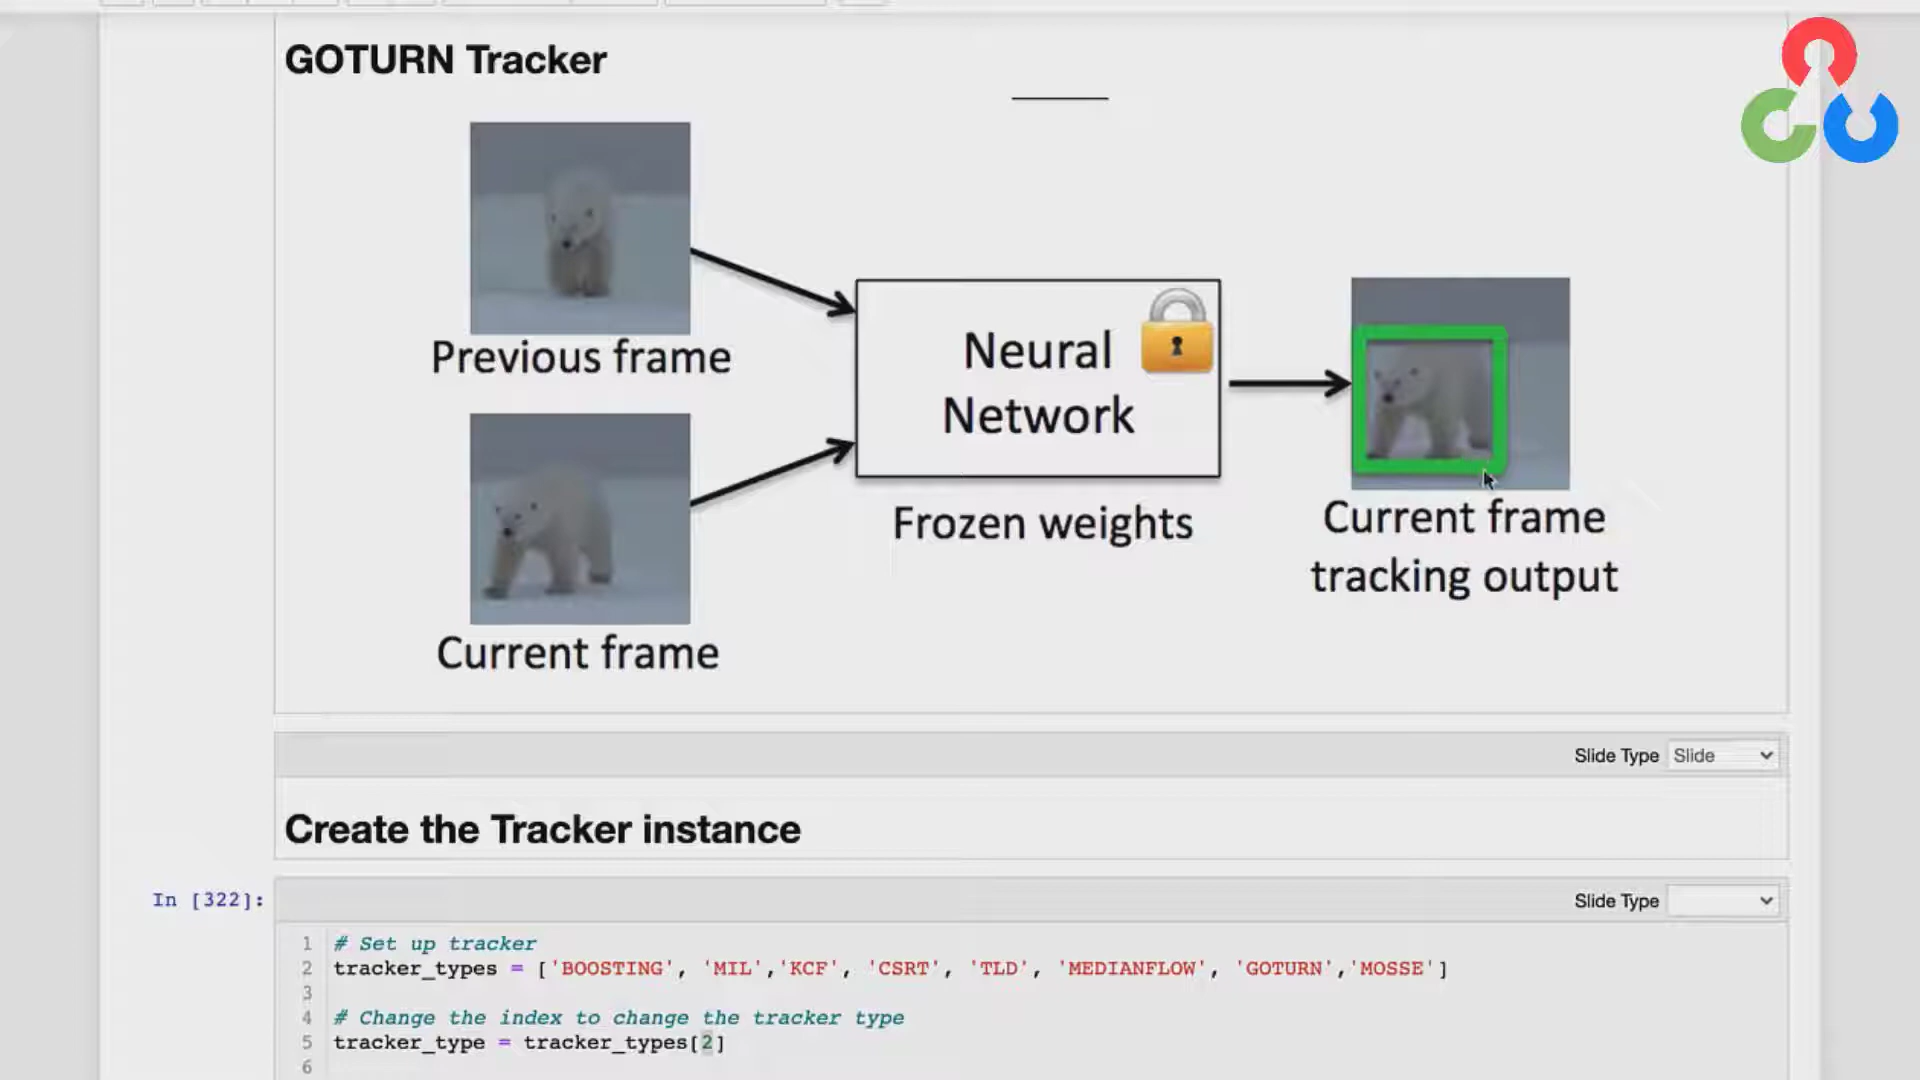 GOTURN Tracker
Previous frame
Neural
Network
Frozen weights
Current frame
Current frame
tracking output
Slide Type Slide
Create the Tracker instance
In [322]:
Slide Type
1 # Set up tracker
2 tracker_types = ['BOOSTING', 'MIL','KCF', 'CSRT', 'TLD', 'MEDIANFLOW', 'GOTURN','MOSSE']
3
4 # Change the index to change the tracker type
5 tracker_type = tracker_types[2]
6